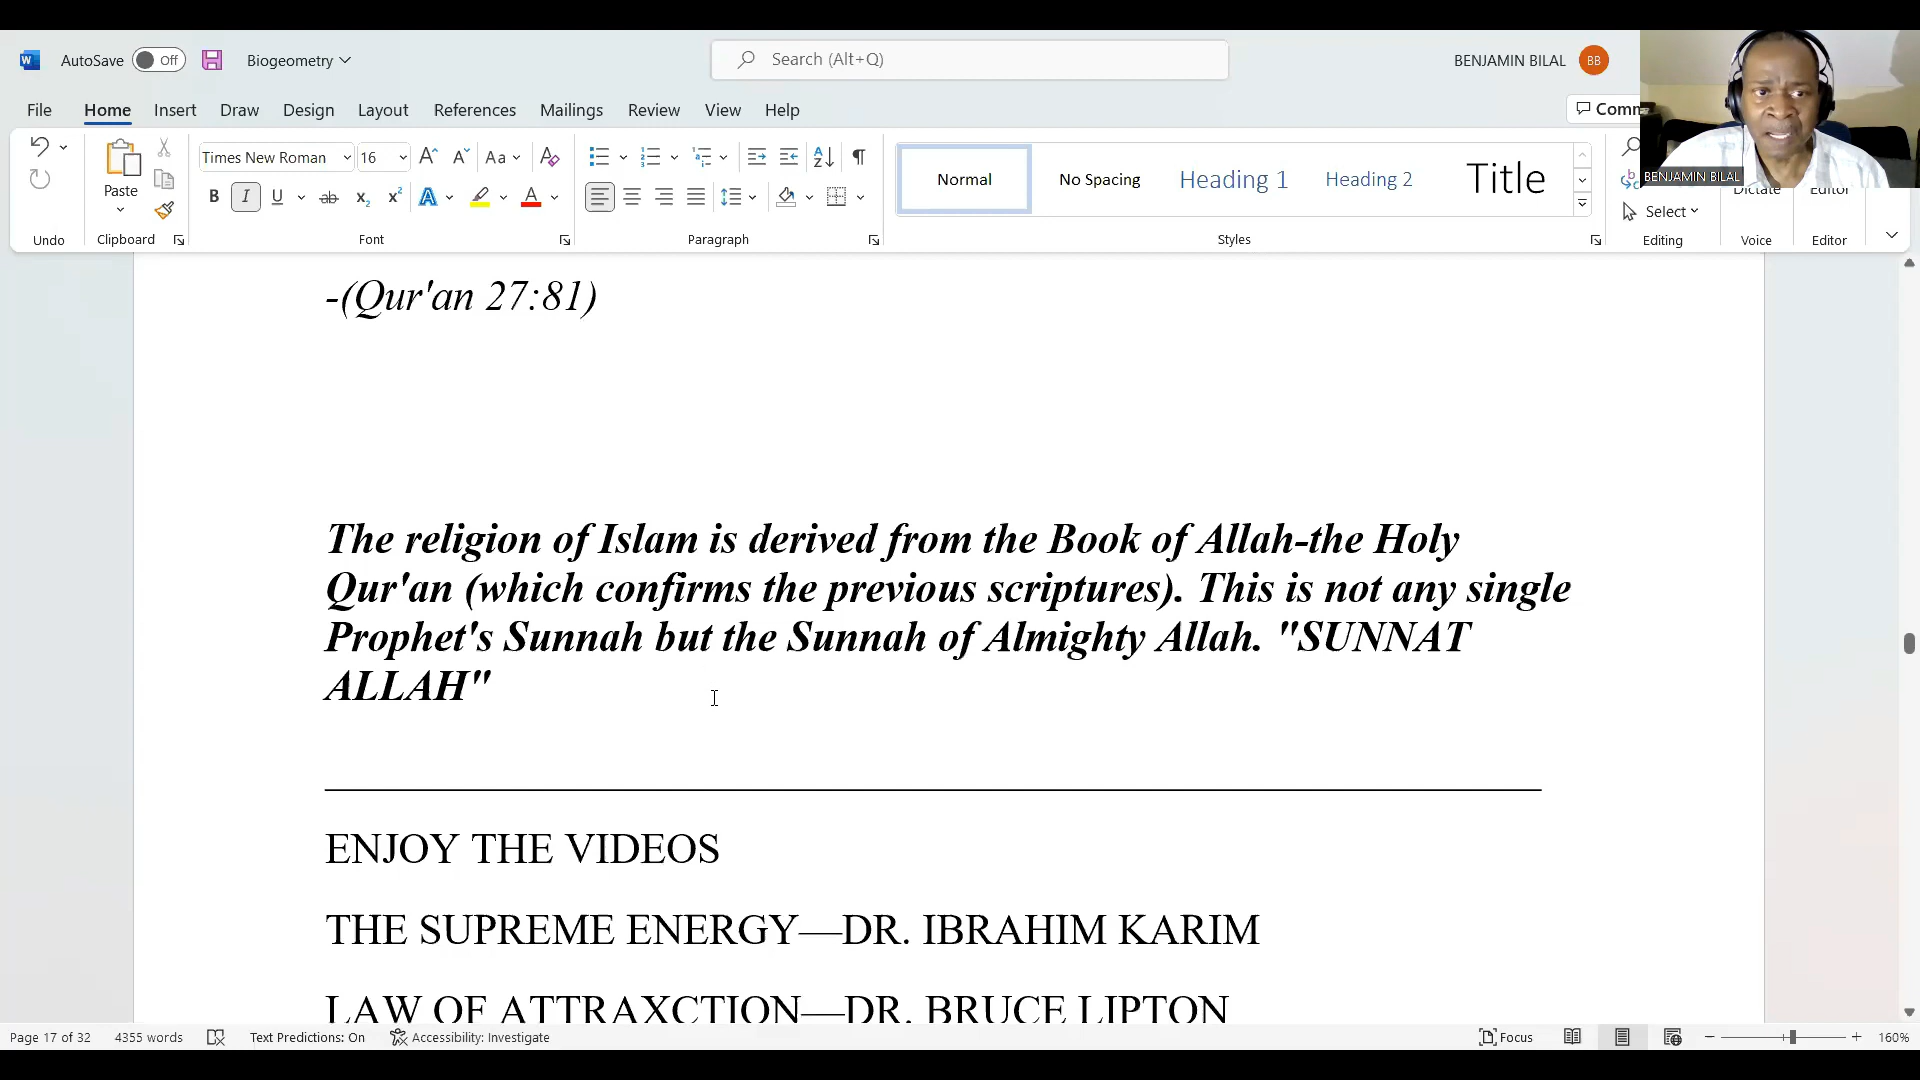 AutoSave Off Biogeometry Search (Alt+Q) BENJAMIN BILAL BB
File Home Insert Draw Design Layout References Mailings Review View Help
Times New Roman 16 Aa
Paste
Normal No Spacing Heading 1 Heading 2 Title
BENJAMIN BILAL
Dictate Editor
Select
Undo Clipboard Font Paragraph Styles Editing Voice Editor
-(Qur'an 27:81)
The religion of Islam is derived from the Book of Allah-the Holy
Qur'an (which confirms the previous scriptures). This is not any single
Prophet's Sunnah but the Sunnah of Almighty Allah. "SUNNAT
ALLAH"
ENJOY THE VIDEOS
THE SUPREME ENERGY—DR. IBRAHIM KARIM
LAW OF ATTRAXCTION—DR. BRUCE LIPTON
Page 17 of 32 4355 words Text Predictions: On Accessibility: Investigate Focus 160%